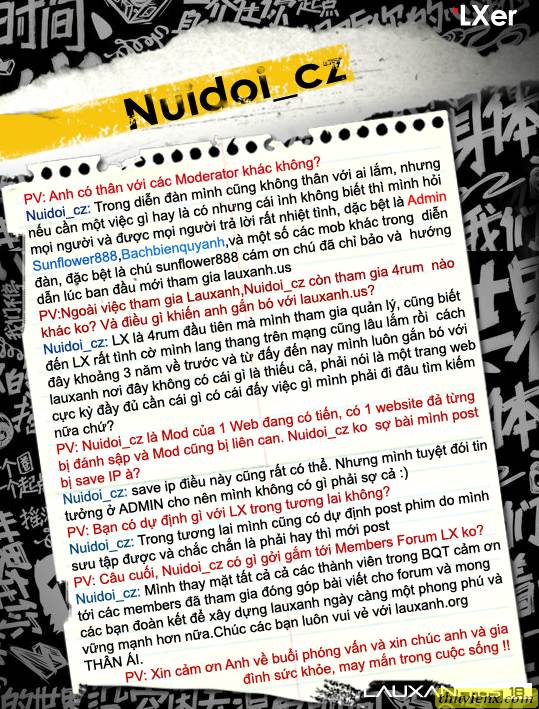 LXer
Nuidoi_cz
PV: Anh có thân với các Moderator khác không?
Nuidoi_cz: Trong diễn đàn mình cũng không thân với ai lắm, nhưng
nếu cần một việc gì hay là có nhưng cái ình không biết thì mình hỏi
mọi người và được mọi người trả lời rất nhiệt tình, dặc bệt là Admin
Sunflower888,Bachbienquyanh,và một số các mob khác trong diễn
đàn, đặc bệt là chú sunflower888 cám ơn chú đã chỉ bảo và hướng
dẫn lúc ban đầu mới tham gia lauxanh.us
PV:Ngoài việc tham gia Lauxanh,Nuidoi_cz còn tham gia 4rum nào
khác ko? Và điều gì khiến anh gắn bó với lauxanh.us?
Nuidoi_cz: LX là 4rum đầu tiên mà mình tham gia quản lý, cũng biết
đến LX rất tình cờ mình lang thang trên mạng cũng lâu lắm rồi cách
đây khoảng 3 năm về trước và từ đấy đến nay mình luôn gắn bó với
lauxanh nơi đây không có cái gì là thiếu cả, phải nói là một trang web
cực kỳ đầy đủ cần cái gì có cái đấy việc gì mình phải đi đâu tìm kiếm
nữa chứ?
PV: Nuidoi_cz là Mod của 1 Web đang có tiến, có 1 website đã từng
bị đánh sập và Mod cũng bị liên can. Nuidoi_cz ko sợ bài mình post
bị save IP à?
Nuidoi_cz: save ip điều này cũng rất có thể. Nhưng mình tuyệt đói tin
tưởng ở ADMIN cho nên mình không có gì phải sợ cả :)
PV: Bạn có dự định gì với LX trong tương lai không?
Nuidoi_cz: Trong tương lai mình cũng có dự định post phim do mình
sưu tập được và chắc chắn là phải hay thì mới post
PV: Câu cuối, Nuidoi_cz có gì gởi gắm tới Members Forum LX ko?
Nuidoi_cz: Mình thay mặt tất cả cả các thành viên trong BQT cảm ơn
tới các members đã tham gia đóng góp bài viết cho forum và mong
các bạn đoàn kết để xây dựng lauxanh ngày càng một phong phú và
vững mạnh hơn nữa.Chúc các bạn luôn vui vẻ với lauxanh.org
THÂN ÁI.
PV: Xin cảm ơn Anh về buổi phỏng vấn và xin chúc anh và gia
đình sức khỏe, may mắn trong cuộc sống !!
thuvienx.com